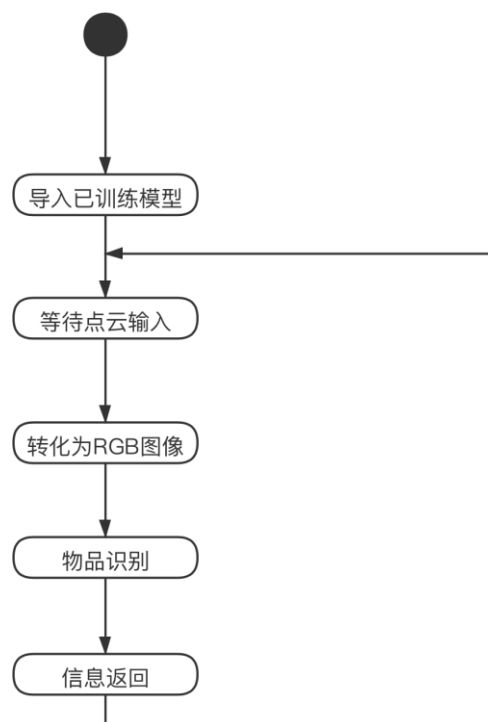 导入已训练模型
等待点云输入
转化为RGB图像
物品识别
信息返回